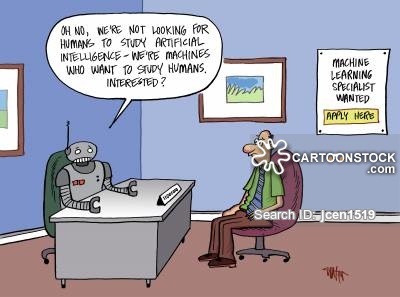 OH NO, WE'RE NOT LOOKING FOR
HUMANS TO STUDY ARTIFICIAL
INTELLIGENCE - WE'RE MACHINES
WHO WANT TO STUDY HUMANS.
INTERESTED?
MACHINE
LEARNING
SPECIALIST
WANTED
APPLY HERE
CARTOONSTOCK
.com
Search ID: jcen1519